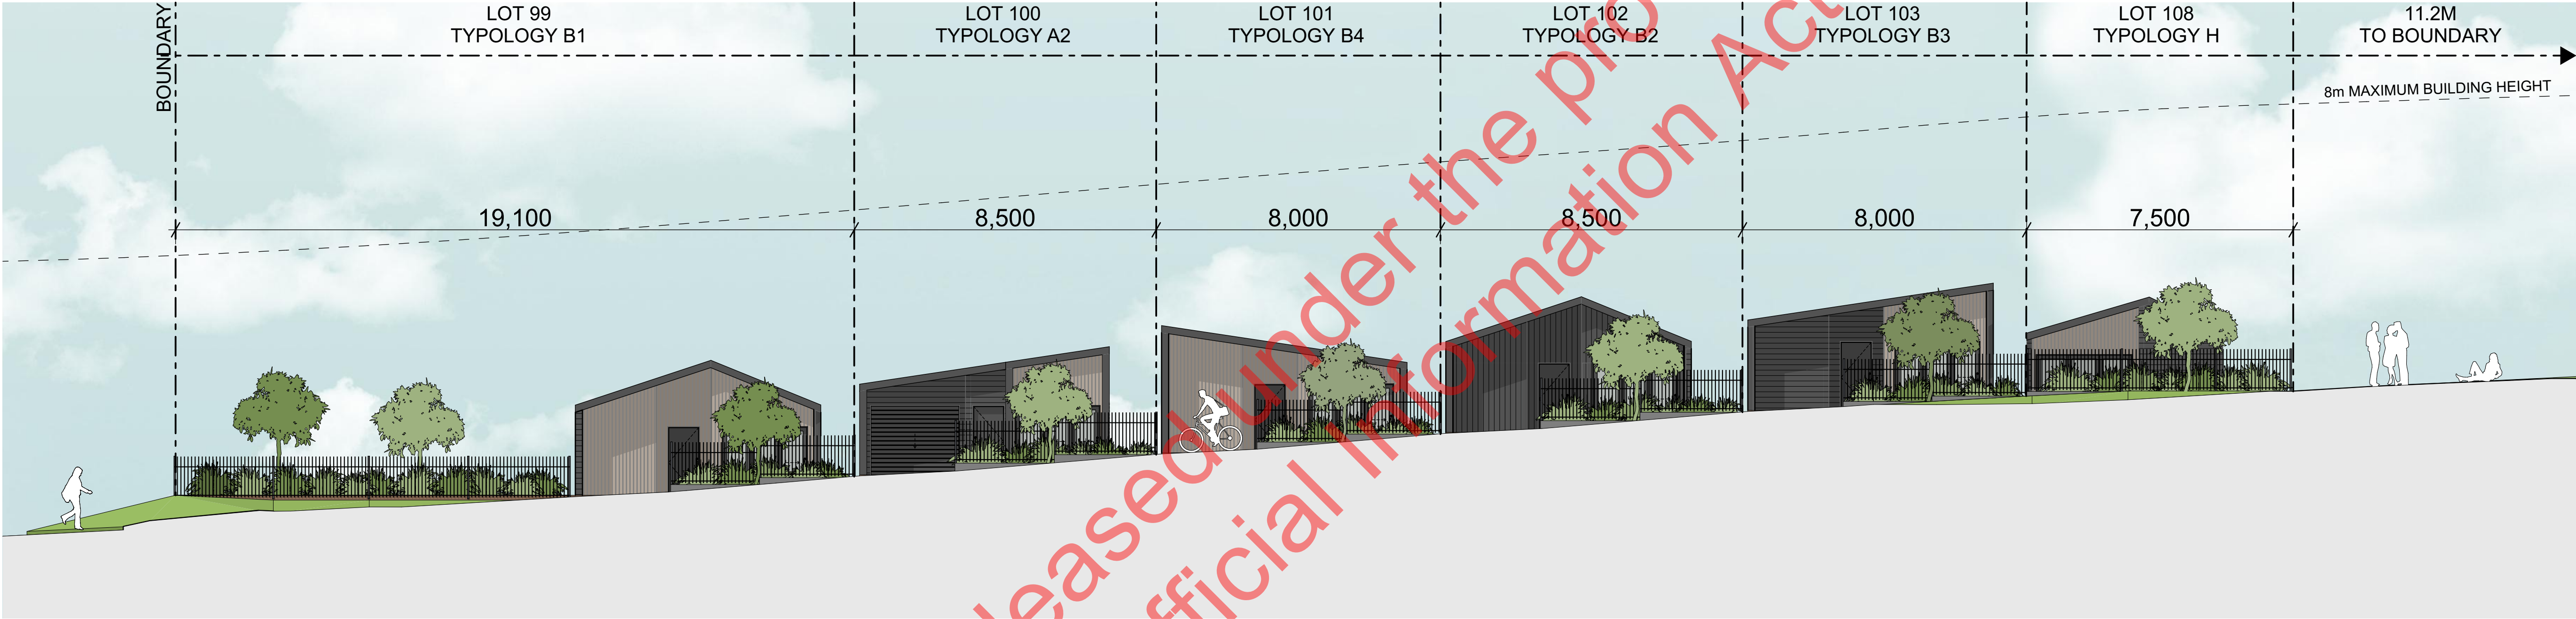 BOUNDARY
LOT 99
TYPOLOGY B1
LOT 100
TYPOLOGY A2
LOT 101
TYPOLOGY B4
LOT 102
TYPOLOGY B2
LOT 103
TYPOLOGY B3
LOT 108
TYPOLOGY H
11.2M
TO BOUNDARY
8m MAXIMUM BUILDING HEIGHT
19,100
8,500
8,000
8,500
8,000
7,500
leased under the pro
fficial Information Act